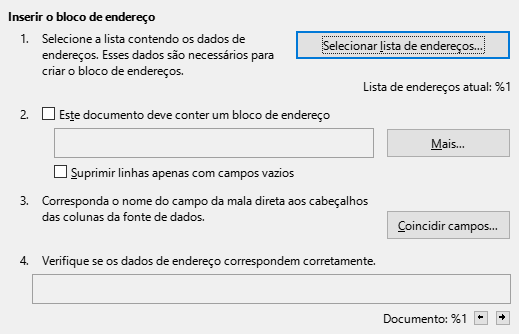 Inserir o bloco de endereço
1. Selecione a lista contendo os dados de
endereços. Esses dados são necessários para
criar o bloco de endereços.
Selecionar lista de endereços...
Lista de endereços atual: %1
2. Este documento deve conter um bloco de endereço
Mais...
Suprimir linhas apenas com campos vazios
3. Corresponda o nome do campo da mala direta aos cabeçalhos
das colunas da fonte de dados.
Coincidir campos...
4. Verifique se os dados de endereço correspondem corretamente.
Documento: %1